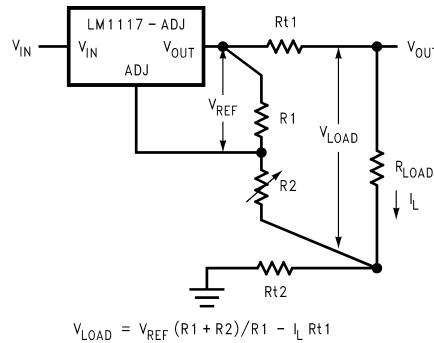 LM1117-ADJ
Rt1
V_IN
V_IN
V_OUT
V_OUT
ADJ
V_REF
R1
V_LOAD
R_LOAD
R2
I_L
Rt2
V_LOAD = V_REF (R1 + R2)/R1 - I_L Rt1